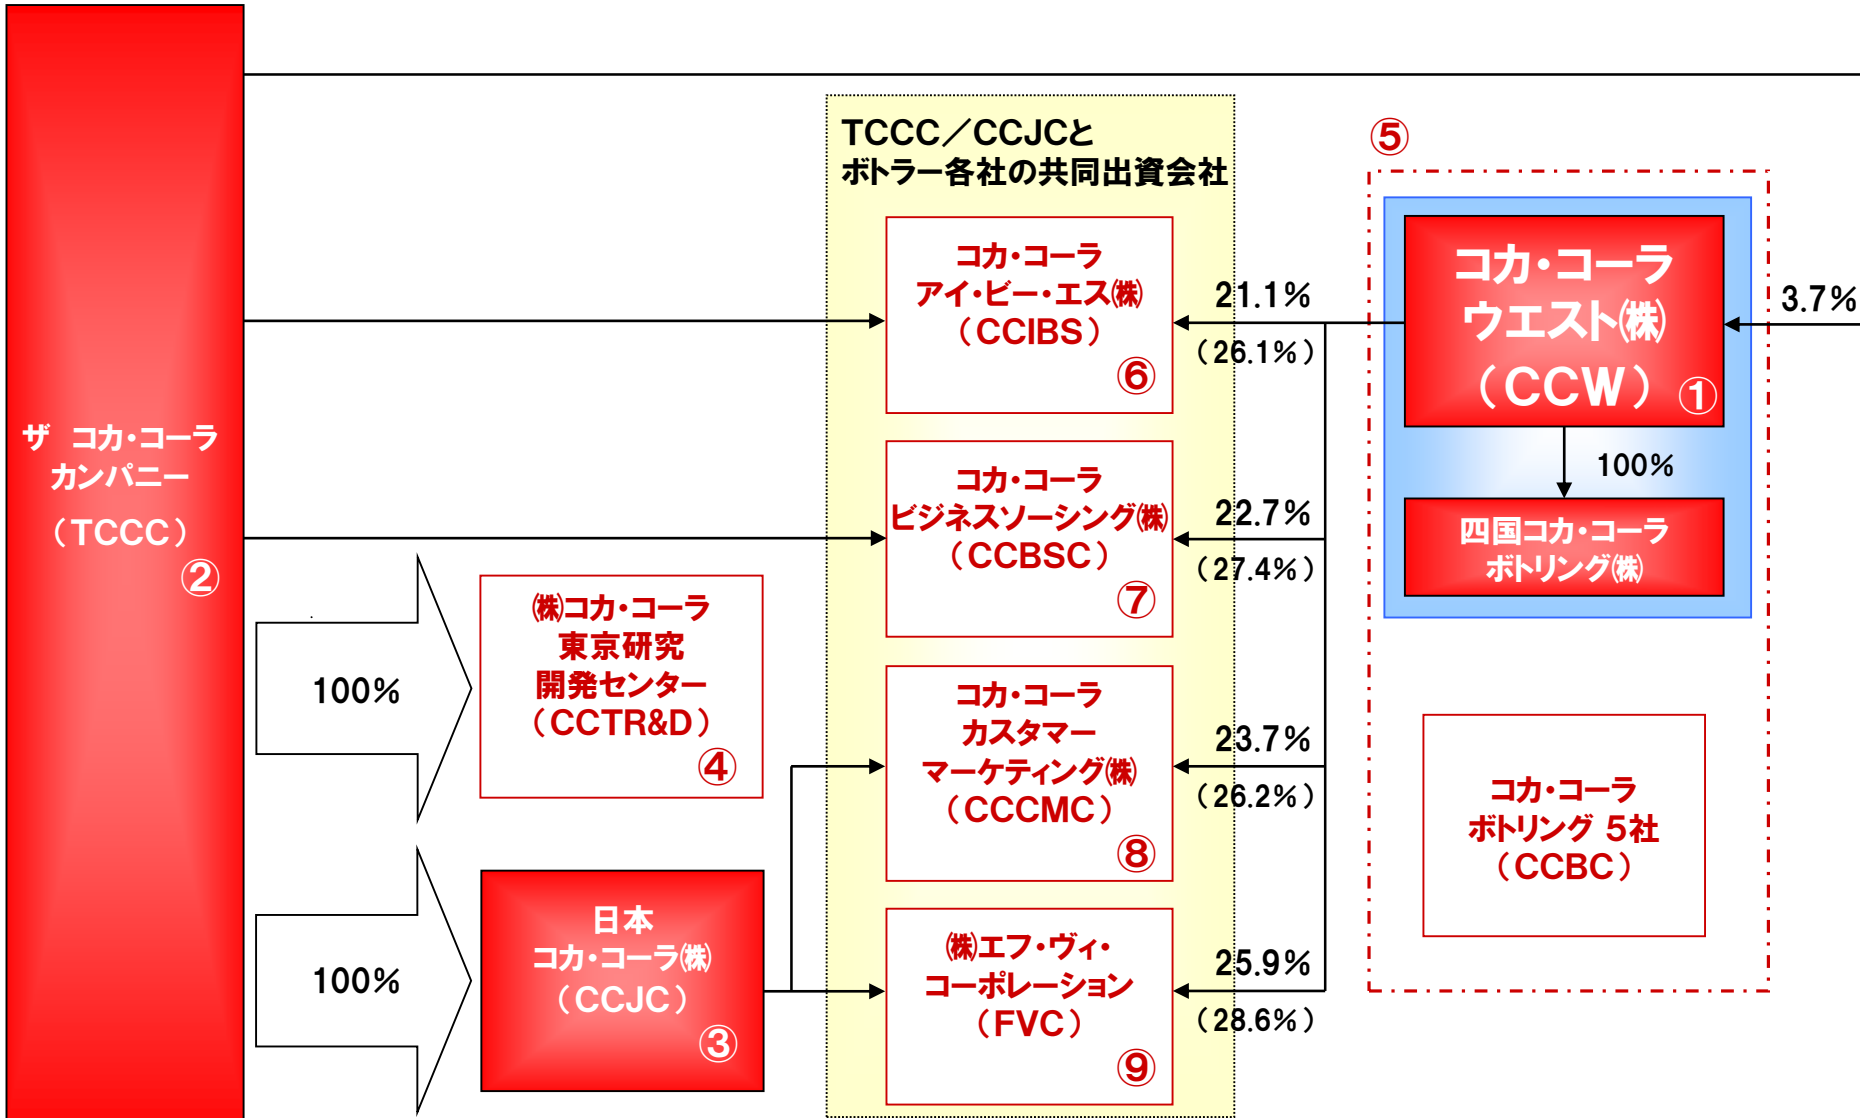 ザ コカ・コーラ
カンパニー
（TCCC）
②
100%
㈱コカ・コーラ
東京研究
開発センター
（CCTR&D）
④
100%
日本
コカ・コーラ㈱
（CCJC）
③
TCCC／CCJCと
ボトラー各社の共同出資会社
コカ・コーラ
アイ・ビー・エス㈱
（CCIBS）
⑥
コカ・コーラ
ビジネスソーシング㈱
（CCBSC）
⑦
コカ・コーラ
カスタマー
マーケティング㈱
（CCCMC）
⑧
㈱エフ・ヴィ・
コーポレーション
（FVC）
⑨
21.1%
（26.1%）
22.7%
（27.4%）
23.7%
（26.2%）
25.9%
（28.6%）
⑤
コカ・コーラ
ウエスト㈱
（CCW）
①
100%
四国コカ・コーラ
ボトリング㈱
コカ・コーラ
ボトリング 5社
（CCBC）
3.7%